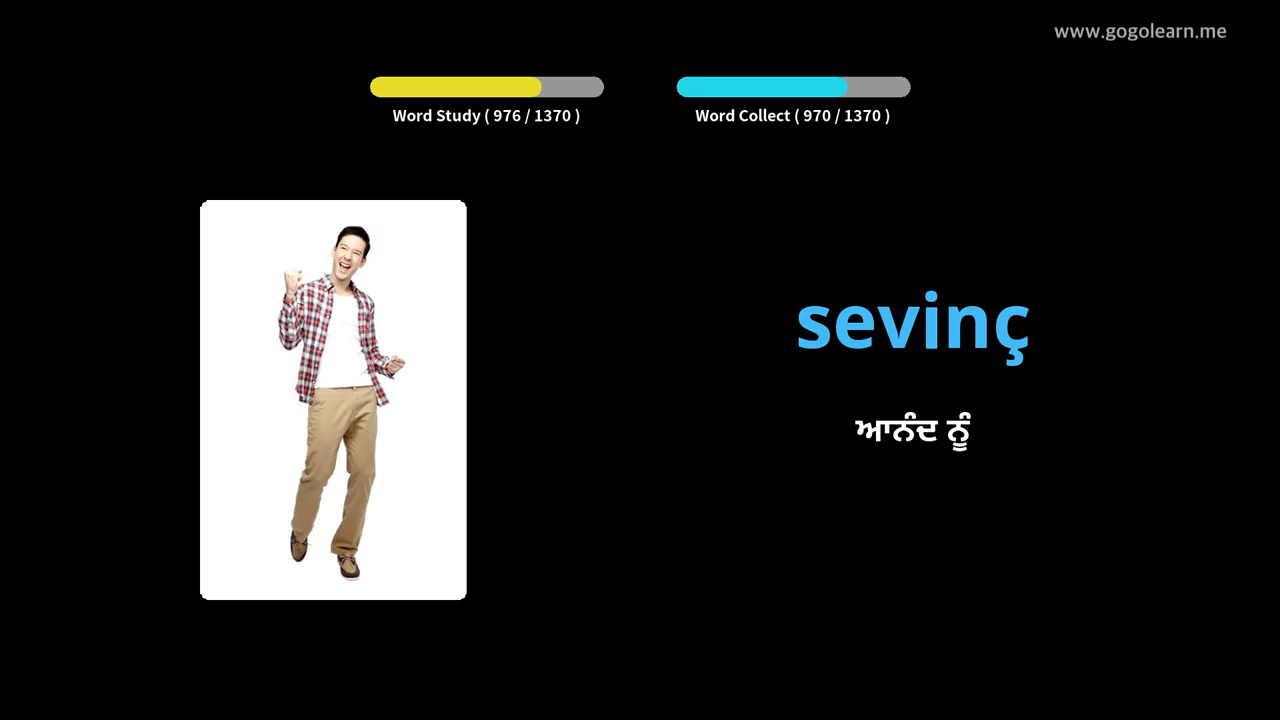 www.gogolearn.me
Word Study ( 976 / 1370 )
Word Collect ( 970 / 1370 )
sevinç
ਆਨੰਦ ਨੂੰ